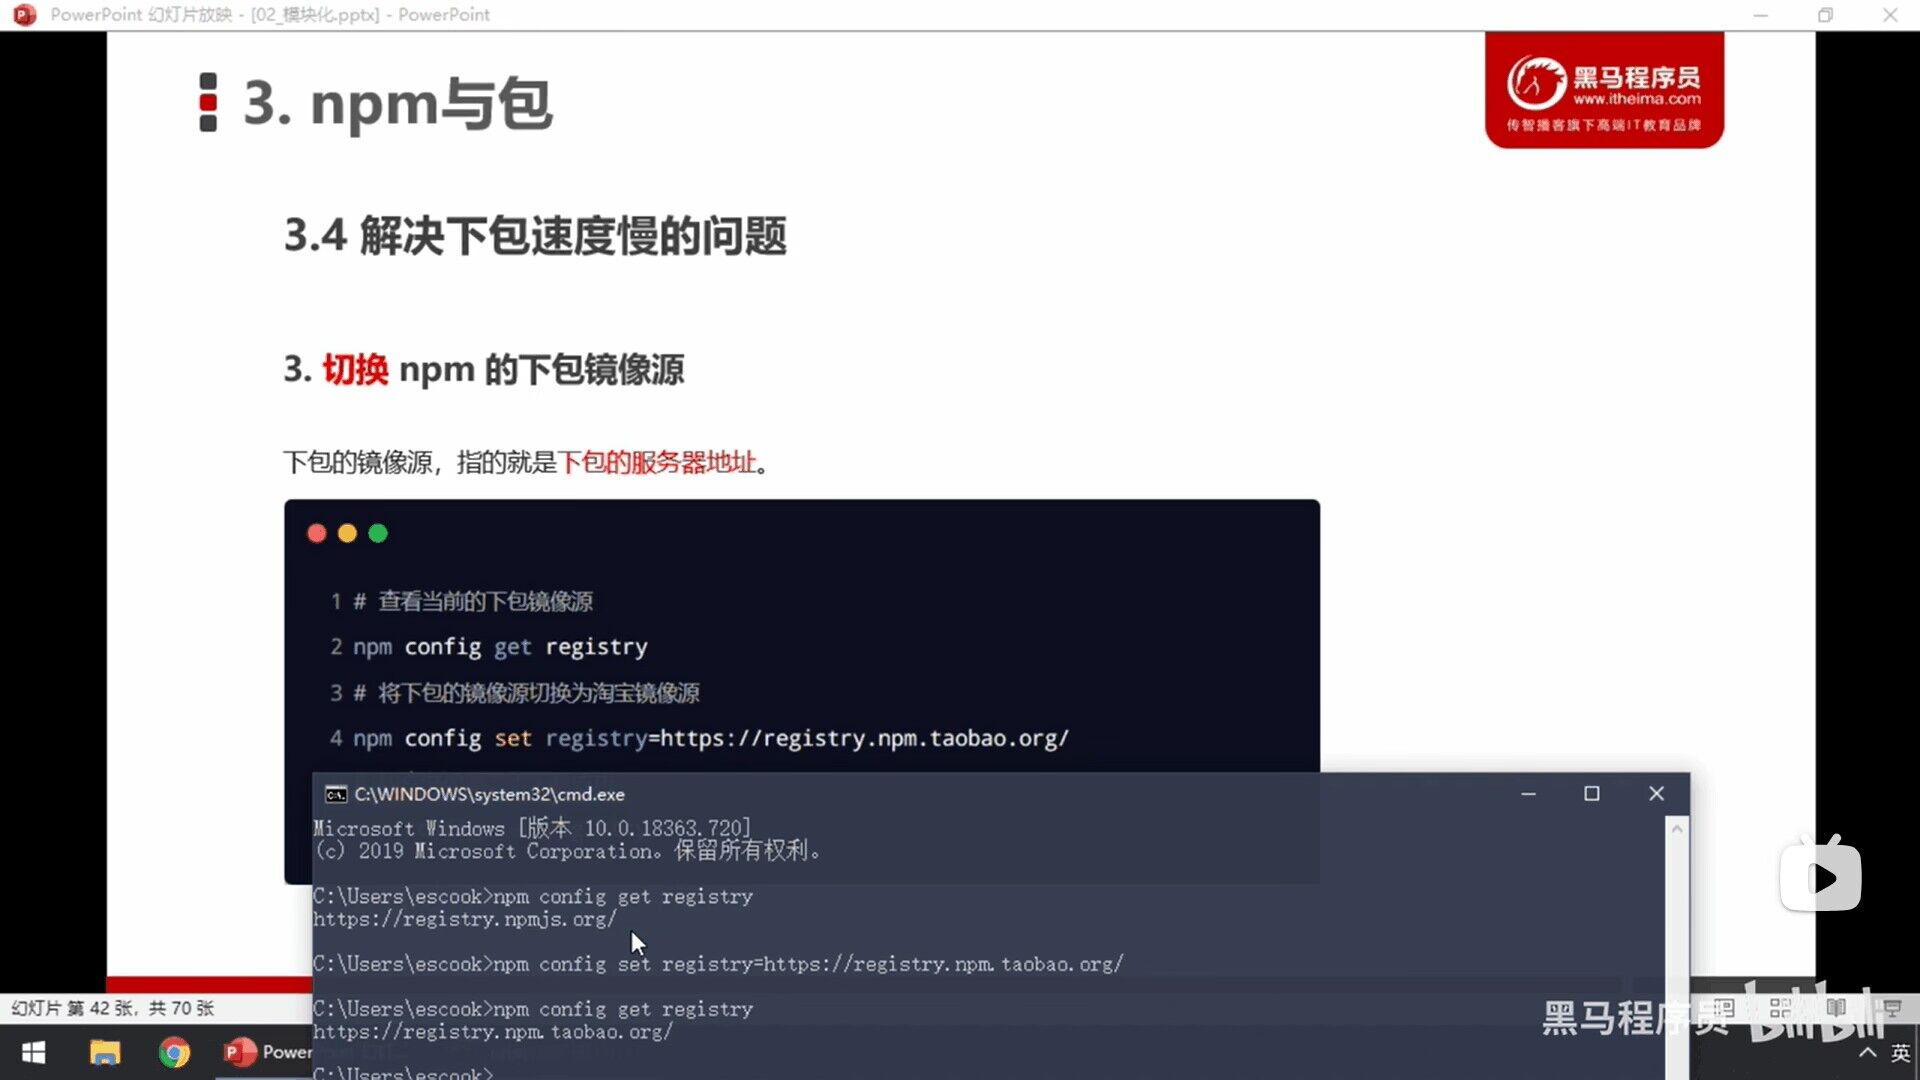 PowerPoint 幻灯片放映 - [02_模块化.pptx] - PowerPoint
3. npm与包
黑马程序员
www.itheima.com
传智播客旗下高端IT教育品牌
3.4 解决下包速度慢的问题
3. 切换 npm 的下包镜像源
下包的镜像源，指的就是下包的服务器地址。
1 # 查看当前的下包镜像源
2 npm config get registry
3 # 将下包的镜像源切换为淘宝镜像源
4 npm config set registry=https://registry.npm.taobao.org/
C:\WINDOWS\system32\cmd.exe
Microsoft Windows [版本 10.0.18363.720]
(c) 2019 Microsoft Corporation。保留所有权利。
C:\Users\escook>npm config get registry
https://registry.npmjs.org/
C:\Users\escook>npm config set registry=https://registry.npm.taobao.org/
C:\Users\escook>npm config get registry
https://registry.npm.taobao.org/
C:\Users\escook>
幻灯片 第 42 张，共 70 张
黑马程序员 bilibili
Power
英